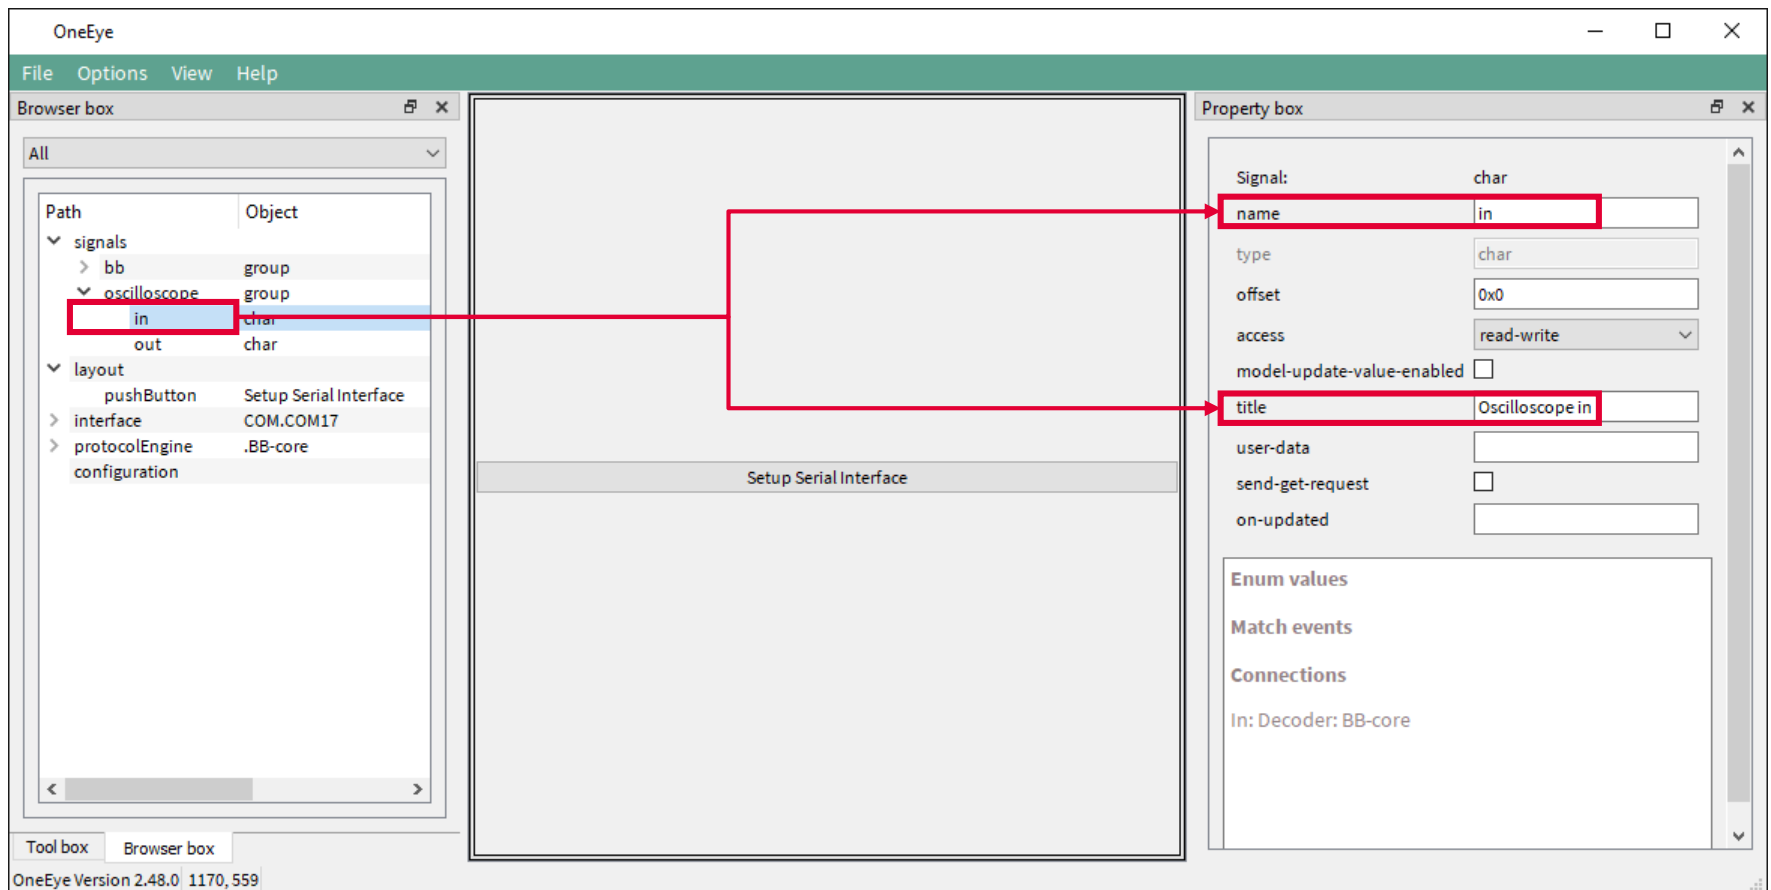 OneEye
File Options View Help
Browser box
All
Path Object
signals
bb group
oscilloscope group
in char
out char
layout
pushButton Setup Serial Interface
interface COM.COM17
protocolEngine .BB-core
configuration
Tool box Browser box
OneEye Version 2.48.0 1170, 559
Setup Serial Interface
Property box
Signal: char
name in
type char
offset 0x0
access read-write
model-update-value-enabled
title Oscilloscope in
user-data
send-get-request
on-updated
Enum values
Match events
Connections
In: Decoder: BB-core